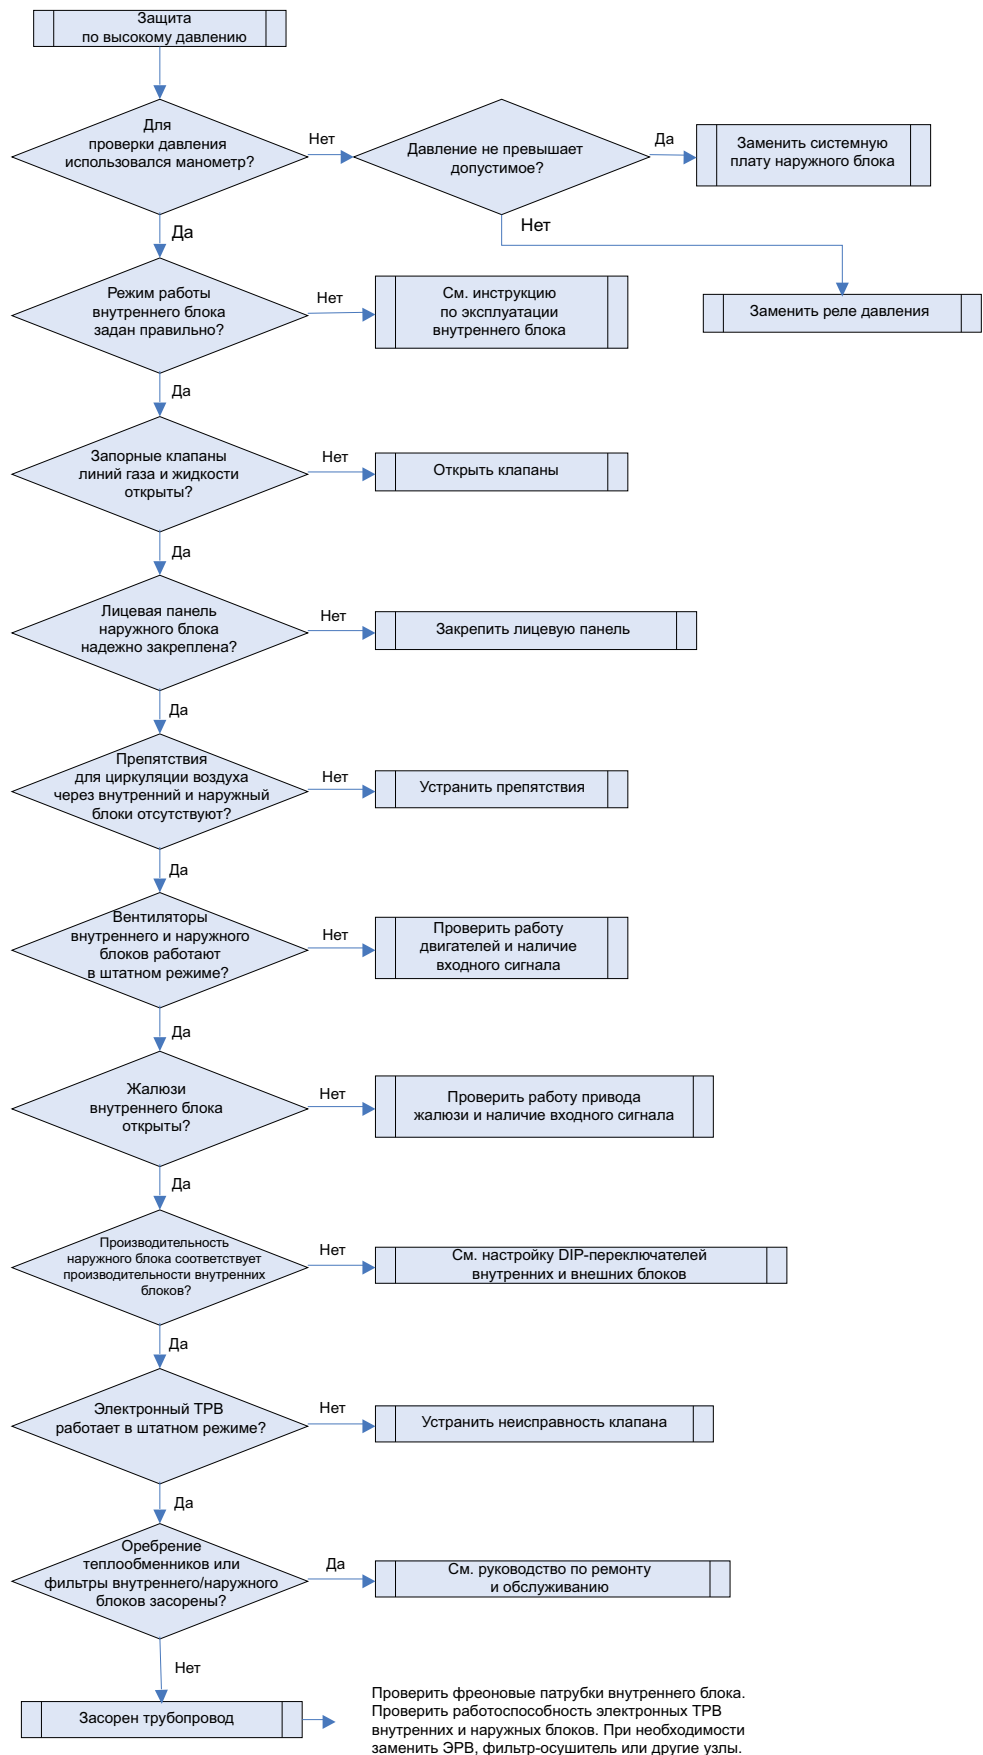 Защита
по высокому давлению
Для
проверки давления
использовался манометр?
Нет
Давление не превышает
допустимое?
Да
Заменить системную
плату наружного блока
Да
Нет
Режим работы
внутреннего блока
задан правильно?
Нет
См. инструкцию
по эксплуатации
внутреннего блока
Заменить реле давления
Да
Запорные клапаны
линий газа и жидкости
открыты?
Нет
Открыть клапаны
Да
Лицевая панель
наружного блока
надежно закреплена?
Нет
Закрепить лицевую панель
Да
Препятствия
для циркуляции воздуха
через внутренний и наружный
блоки отсутствуют?
Нет
Устранить препятствия
Да
Вентиляторы
внутреннего и наружного
блоков работают
в штатном режиме?
Нет
Проверить работу
двигателей и наличие
входного сигнала
Да
Жалюзи
внутреннего блока
открыты?
Нет
Проверить работу привода
жалюзи и наличие входного сигнала
Да
Производительность
наружного блока соответствует
производительности внутренних
блоков?
Нет
См. настройку DIP-переключателей
внутренних и внешних блоков
Да
Электронный ТРВ
работает в штатном режиме?
Нет
Устранить неисправность клапана
Да
Оребрение
теплообменников или
фильтры внутреннего/наружного
блоков засорены?
Да
См. руководство по ремонту
и обслуживанию
Нет
Засорен трубопровод
Проверить фреоновые патрубки внутреннего блока.
Проверить работоспособность электронных ТРВ
внутренних и наружных блоков. При необходимости
заменить ЭРВ, фильтр-осушитель или другие узлы.